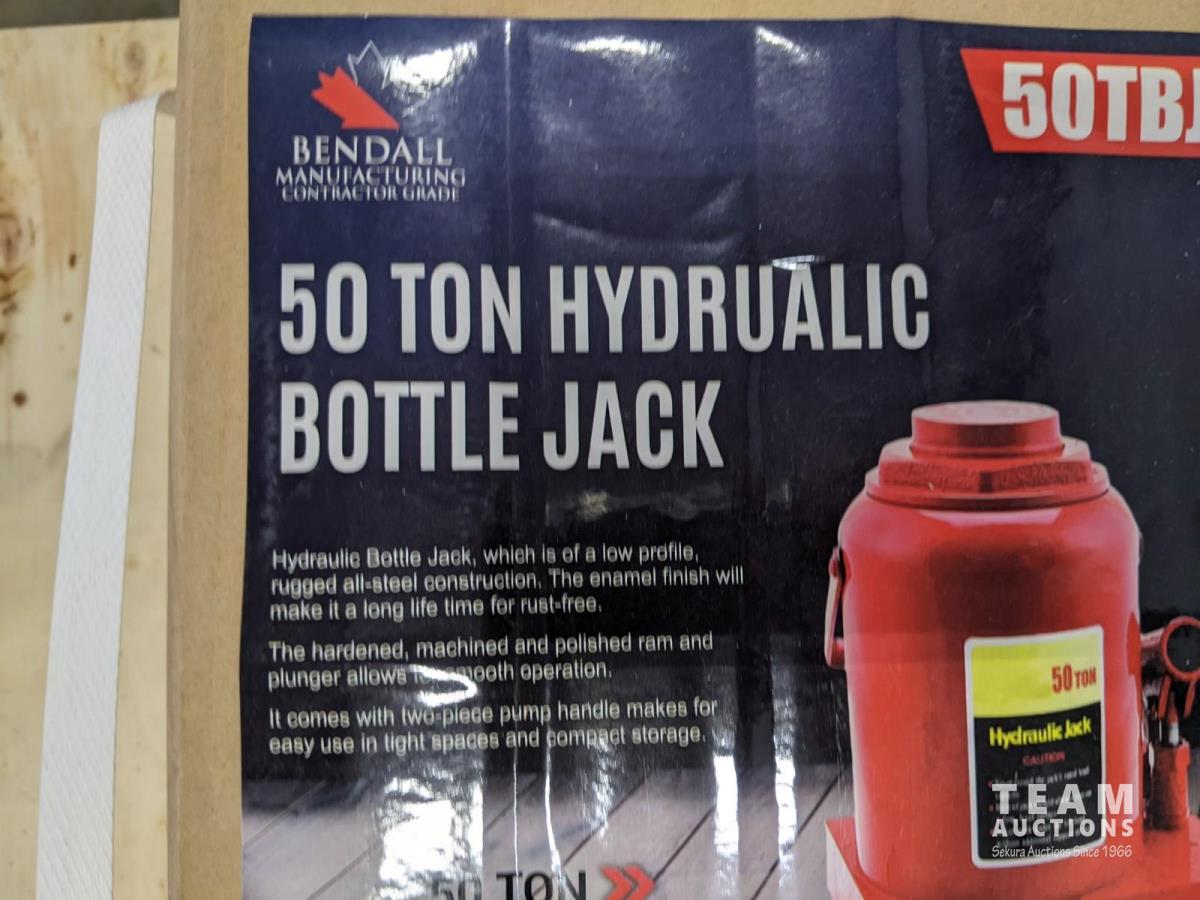 BENDALL
MANUFACTURING
CONTRACTOR GRADE
50TBJ
50 TON HYDRUALIC
BOTTLE JACK
Hydraulic Bottle Jack, which is of a low profile,
rugged all-steel construction. The enamel finish will
make it a long life time for rust-free.
The hardened, machined and polished ram and
plunger allows operation.
It comes with two-piece pump handle makes for
easy use in tight spaces and compact storage.
50 TON
Hydraulic Jack
CAUTION
TEAM
AUCTIONS
Sekura Auctions Since 1966
50 TON